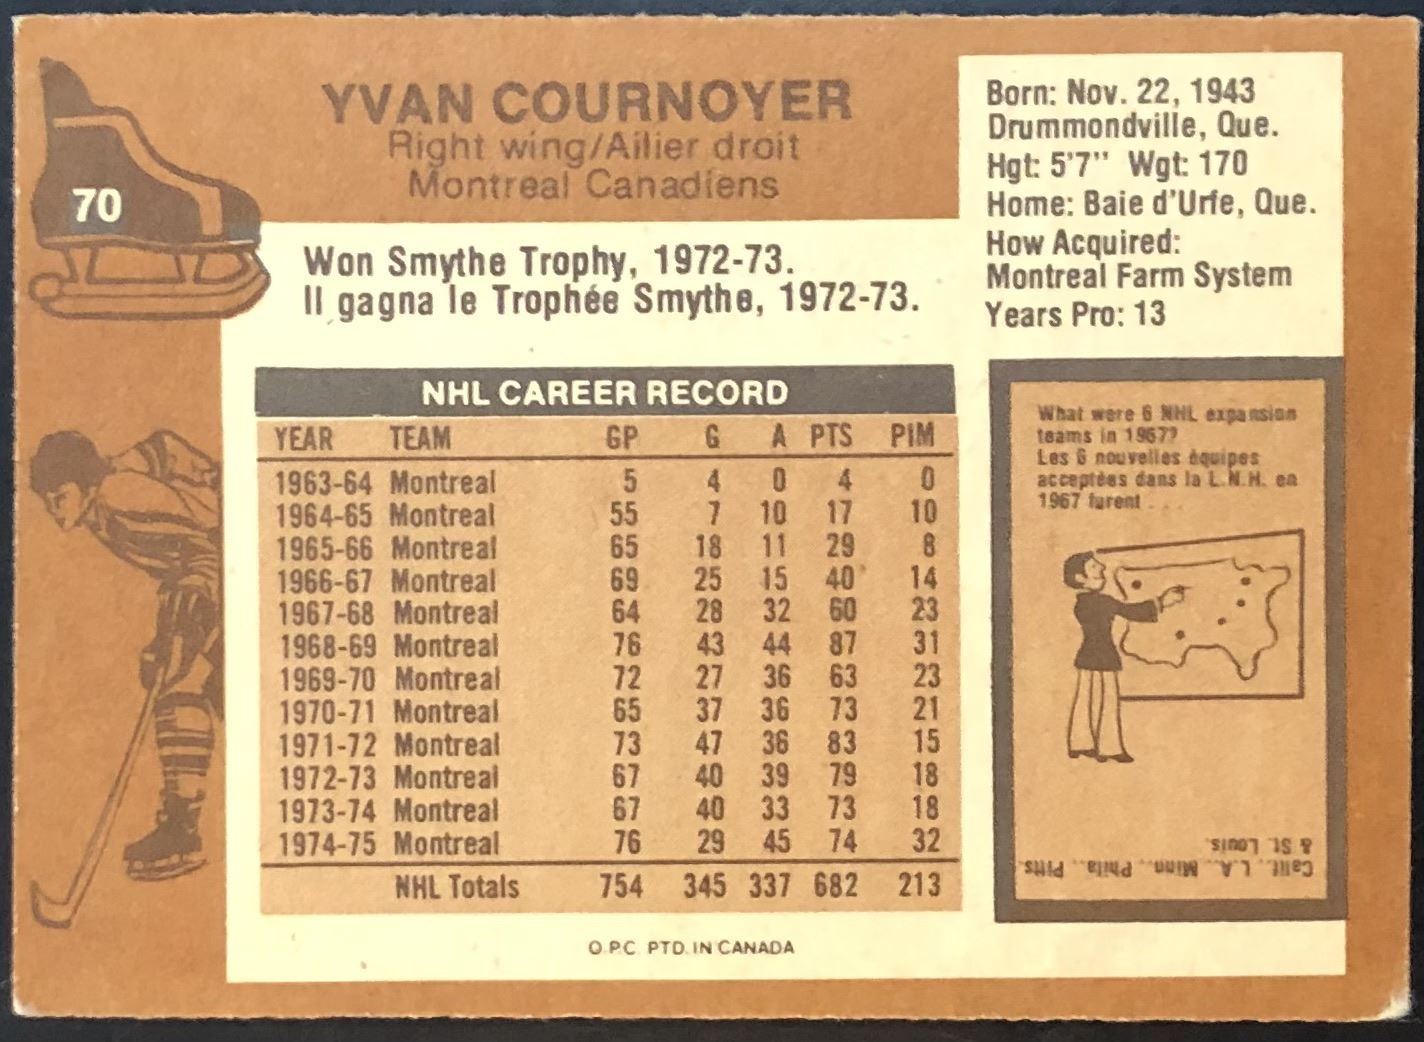 70
YVAN COURNOYER
Right wing/Ailier droit
Montreal Canadiens
Born: Nov. 22, 1943
Drummondville, Que.
Hgt: 5'7" Wgt: 170
Home: Baie d'Urfe, Que.
How Acquired:
Montreal Farm System
Years Pro: 13
Won Smythe Trophy, 1972-73.
Il gagna le Trophée Smythe, 1972-73.
NHL CAREER RECORD
YEAR TEAM GP G A PTS PIM
1963-64 Montreal 5 4 0 4 0
1964-65 Montreal 55 7 10 17 10
1965-66 Montreal 65 18 11 29 8
1966-67 Montreal 69 25 15 40 14
1967-68 Montreal 64 28 32 60 23
1968-69 Montreal 76 43 44 87 31
1969-70 Montreal 72 27 36 63 23
1970-71 Montreal 65 37 36 73 21
1971-72 Montreal 73 47 36 83 15
1972-73 Montreal 67 40 39 79 18
1973-74 Montreal 67 40 33 73 18
1974-75 Montreal 76 29 45 74 32
NHL Totals 754 345 337 682 213
What were 6 NHL expansion
teams in 1967?
Les 6 nouvelles équipes
acceptées dans la L.N.H. en
1967 furent . . .
Calif., L.A., Minn., Phila., Pitts.
& St. Louis.
O.P.C. PTD. IN CANADA